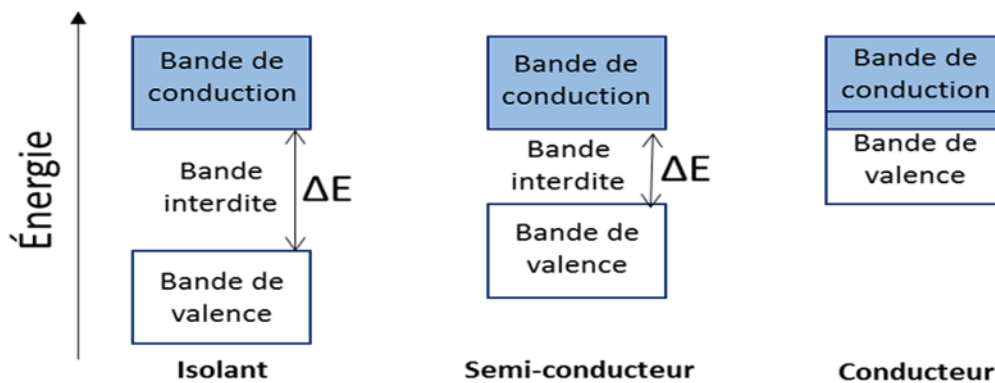 Énergie
Bande de
conduction
Bande
interdite
ΔE
Bande de
valence
Isolant
Bande de
conduction
Bande
interdite
ΔE
Bande de
valence
Semi-conducteur
Bande de
conduction
Bande de
valence
Conducteur